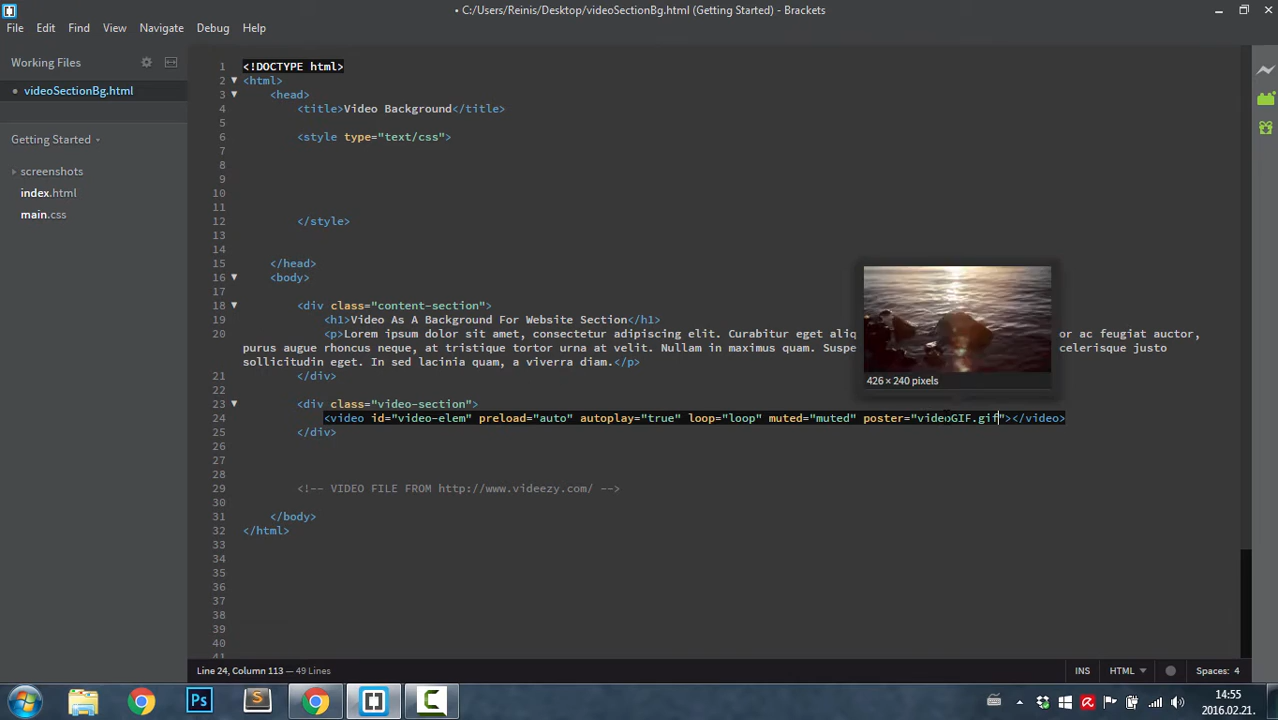 • C:/Users/Reinis/Desktop/videoSectionBg.html (Getting Started) - Brackets
File Edit Find View Navigate Debug Help
Working Files
• videoSectionBg.html
Getting Started
screenshots
index.html
main.css
1 <!DOCTYPE html>
2 <html>
3 <head>
4 <title>Video Background</title>
5
6 <style type="text/css">
7
8
9
10
11
12 </style>
13
14
15 </head>
16 <body>
17
18 <div class="content-section">
19 <h1>Video As A Background For Website Section</h1>
20 <p>Lorem ipsum dolor sit amet, consectetur adipiscing elit. Curabitur eget aliq or ac feugiat auctor,
purus augue rhoncus neque, at tristique tortor urna at velit. Nullam in maximus quam. Suspe celerisque justo
sollicitudin eget. In sed lacinia quam, a viverra diam.</p>
21 </div>
22
23 <div class="video-section">
24 <video id="video-elem" preload="auto" autoplay="true" loop="loop" muted="muted" poster="videoGIF.gif"></video>
25 </div>
26
27
28
29 <!-- VIDEO FILE FROM http://www.videezy.com/ -->
30
31 </body>
32 </html>
33
34
35
36
37
38
39
40
41
426 × 240 pixels
Line 24, Column 113 — 49 Lines
INS HTML Spaces: 4
Ps
S
C
14:55
2016.02.21.